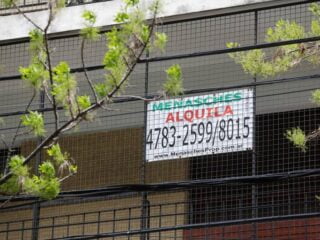 MENASCHES
ALQUILA
4783-2599/8015
www.MenaschesProp.com.ar